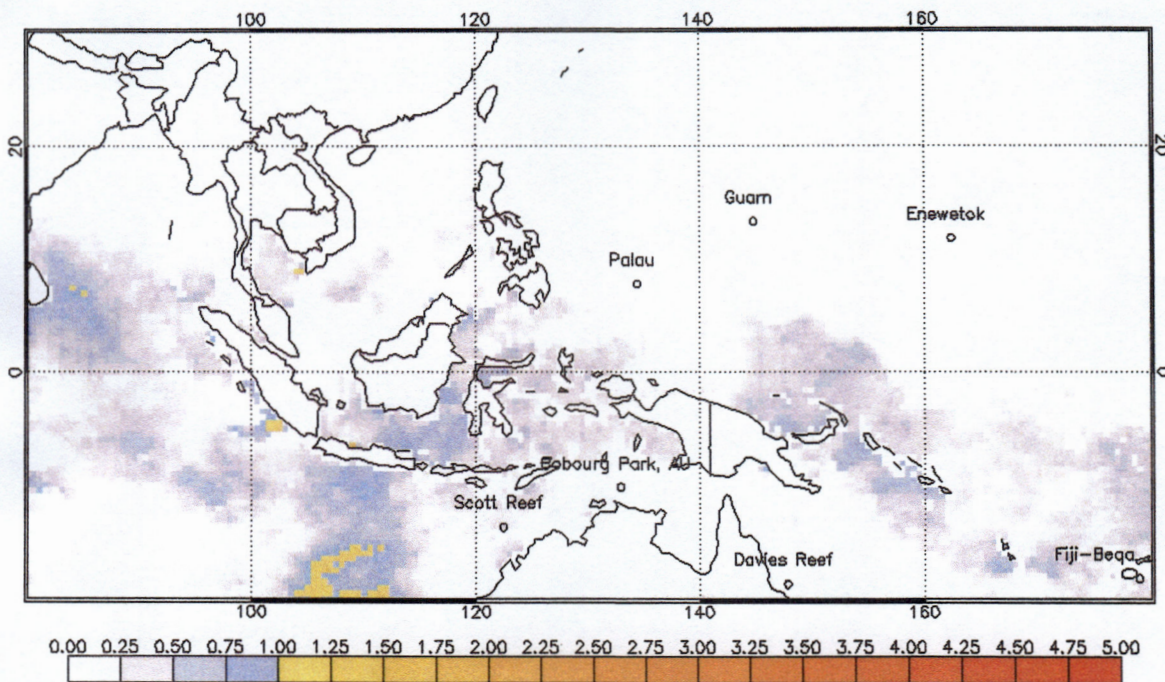 100 120 140 160
20 20
Guam
Enewetok
Palau
0 0
Cobourg Park, AU
Scott Reef
Davies Reef
Fiji-Beqa
100 120 140 160
0.00 0.25 0.50 0.75 1.00 1.25 1.50 1.75 2.00 2.25 2.50 2.75 3.00 3.25 3.50 3.75 4.00 4.25 4.50 4.75 5.00